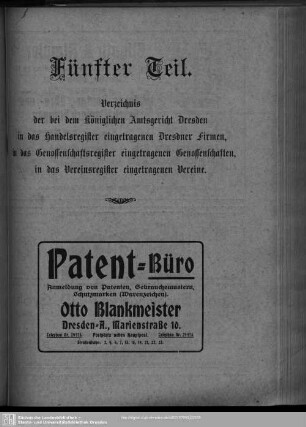 Fünfter Teil.
Verzeichnis
der bei dem Königlichen Amtsgericht Dresden
in das Handelsregister eingetragenen Dresdner Firmen,
in das Genossenschaftsregister eingetragenen Genossenschaften,
in das Vereinsregister eingetragenen Vereine.
Patent-Büro
Anmeldung von Patenten, Gebrauchsmustern,
Schutzmarken (Warenzeichen).
Otto Blankmeister
Dresden-A., Marienstraße 10.